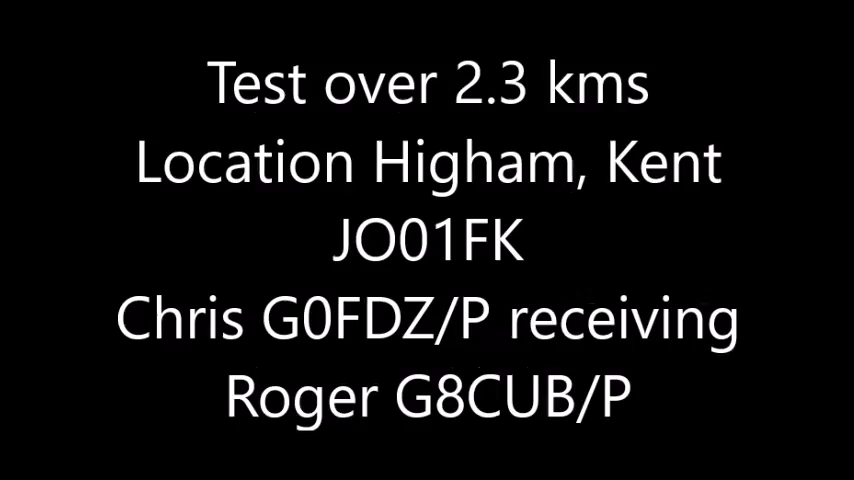 Test over 2.3 kms
Location Higham, Kent
JO01FK
Chris G0FDZ/P receiving
Roger G8CUB/P